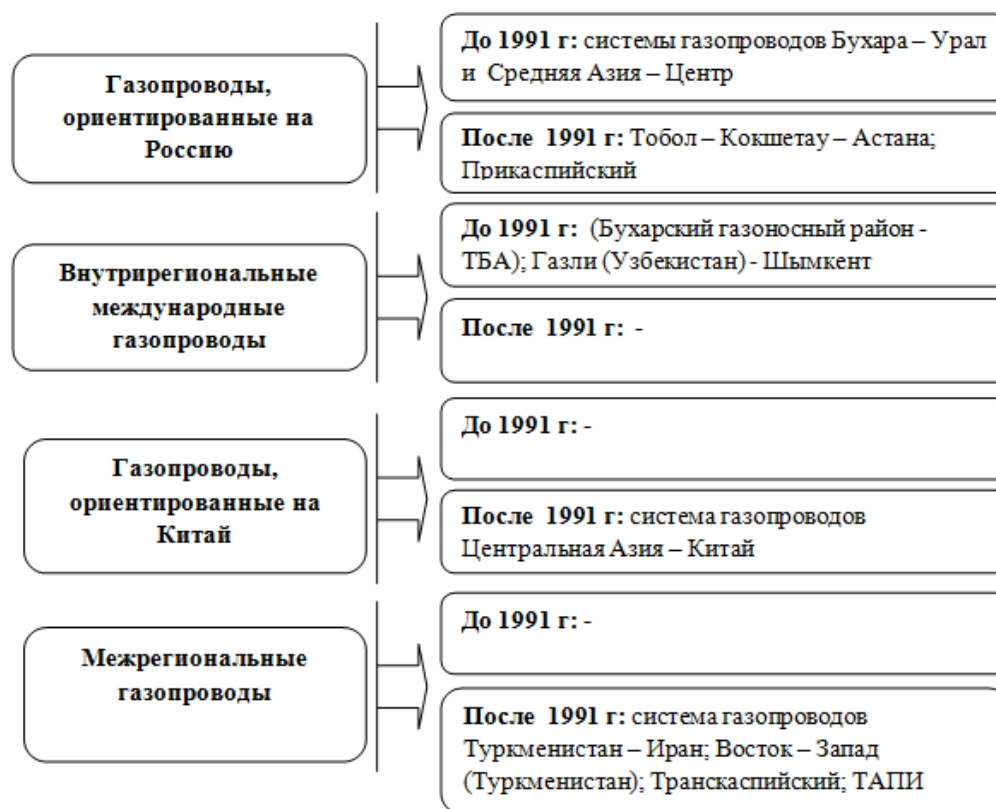 Газопроводы,
ориентированные на
Россию
До 1991 г: системы газопроводов Бухара – Урал
и Средняя Азия – Центр
После 1991 г: Тобол – Кокшетау – Астана;
Прикаспийский
Внутрирегиональные
международные
газопроводы
До 1991 г: (Бухарский газоносный район -
ТБА); Газли (Узбекистан) - Шымкент
После 1991 г: -
Газопроводы,
ориентированные на
Китай
До 1991 г: -
После 1991 г: система газопроводов
Центральная Азия – Китай
Межрегиональные
газопроводы
До 1991 г: -
После 1991 г: система газопроводов
Туркменистан – Иран; Восток – Запад
(Туркменистан); Транскаспийский; ТАПИ